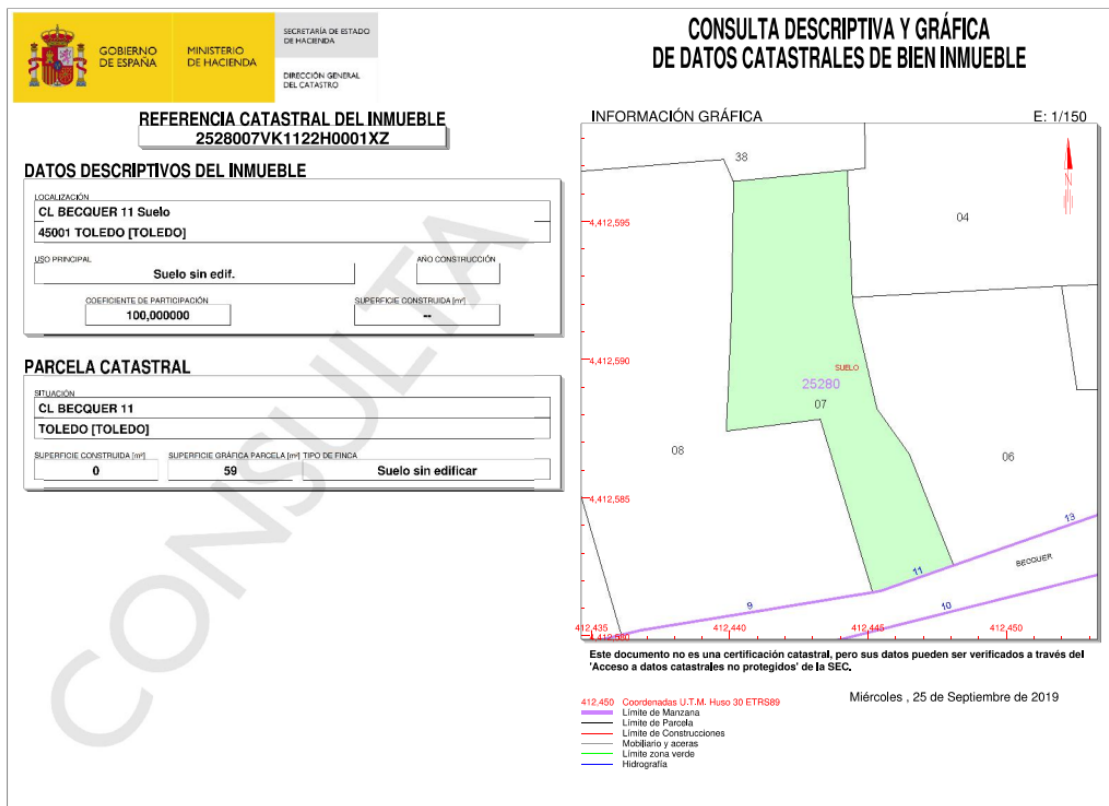 GOBIERNO
DE ESPAÑA
MINISTERIO
DE HACIENDA
SECRETARÍA DE ESTADO
DE HACIENDA
DIRECCIÓN GENERAL
DEL CATASTRO
CONSULTA DESCRIPTIVA Y GRÁFICA
DE DATOS CATASTRALES DE BIEN INMUEBLE
REFERENCIA CATASTRAL DEL INMUEBLE
2528007VK1122H0001XZ
DATOS DESCRIPTIVOS DEL INMUEBLE
LOCALIZACIÓN
CL BECQUER 11 Suelo
45001 TOLEDO [TOLEDO]
USO PRINCIPAL
Suelo sin edif.
AÑO CONSTRUCCIÓN
COEFICIENTE DE PARTICIPACIÓN
100,000000
SUPERFICIE CONSTRUIDA [m²]
--
PARCELA CATASTRAL
SITUACIÓN
CL BECQUER 11
TOLEDO [TOLEDO]
SUPERFICIE CONSTRUIDA [m²]
0
SUPERFICIE GRÁFICA PARCELA [m²]
59
TIPO DE FINCA
Suelo sin edificar
CONSULTA
INFORMACIÓN GRÁFICA
E: 1/150
38
N
4,412,595
04
4,412,590
SUELO
25280
07
08
06
4,412,585
13
BECQUER
11
9
10
412,435
412,440
412,445
412,450
4,412,580
Este documento no es una certificación catastral, pero sus datos pueden ser verificados a través del
'Acceso a datos catastrales no protegidos' de la SEC.
412,450 Coordenadas U.T.M. Huso 30 ETRS89
Límite de Manzana
Límite de Parcela
Límite de Construcciones
Mobiliario y aceras
Límite zona verde
Hidrografía
Miércoles , 25 de Septiembre de 2019